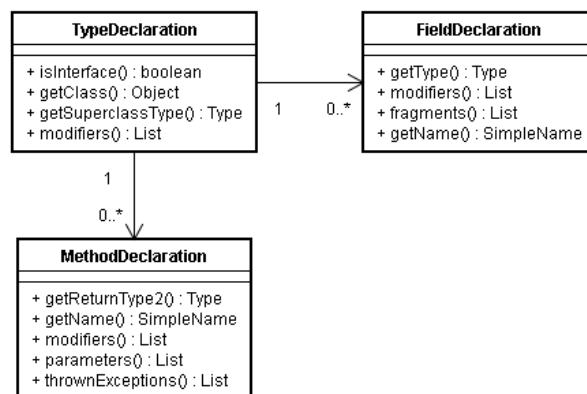 TypeDeclaration
+ isInterface() : boolean
+ getClass() : Object
+ getSuperclassType() : Type
+ modifiers() : List
1
0..*
FieldDeclaration
+ getType() : Type
+ modifiers() : List
+ fragments() : List
+ getName() : SimpleName
1
0..*
MethodDeclaration
+ getReturnType2() : Type
+ getName() : SimpleName
+ modifiers() : List
+ parameters() : List
+ thrownExceptions() : List